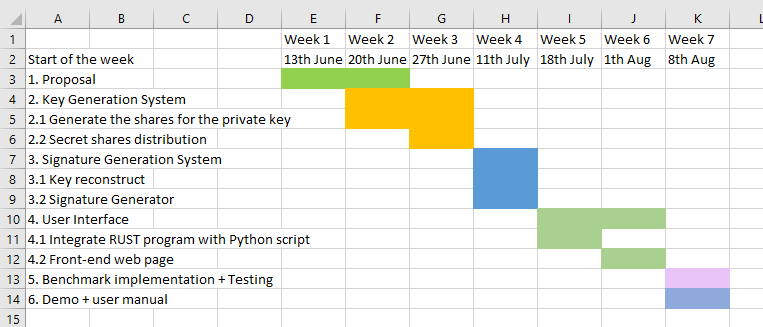 A B C D E F G H I J K L
1 Week 1 Week 2 Week 3 Week 4 Week 5 Week 6 Week 7
2 Start of the week 13th June 20th June 27th June 11th July 18th July 1th Aug 8th Aug
3 1. Proposal
4 2. Key Generation System
5 2.1 Generate the shares for the private key
6 2.2 Secret shares distribution
7 3. Signature Generation System
8 3.1 Key reconstruct
9 3.2 Signature Generator
10 4. User Interface
11 4.1 Integrate RUST program with Python script
12 4.2 Front-end web page
13 5. Benchmark implementation + Testing
14 6. Demo + user manual
15